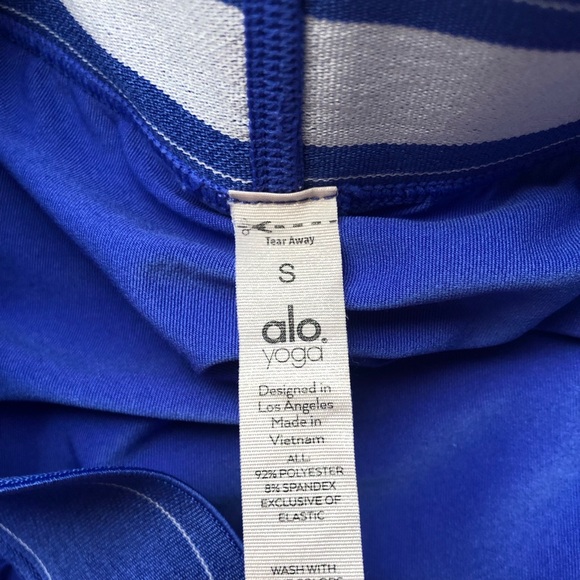 Tear Away
S
alo.
yoga
Designed in
Los Angeles
Made in
Vietnam
ALL:
92% POLYESTER
8% SPANDEX
EXCLUSIVE OF
ELASTIC
WASH WITH
COLORS